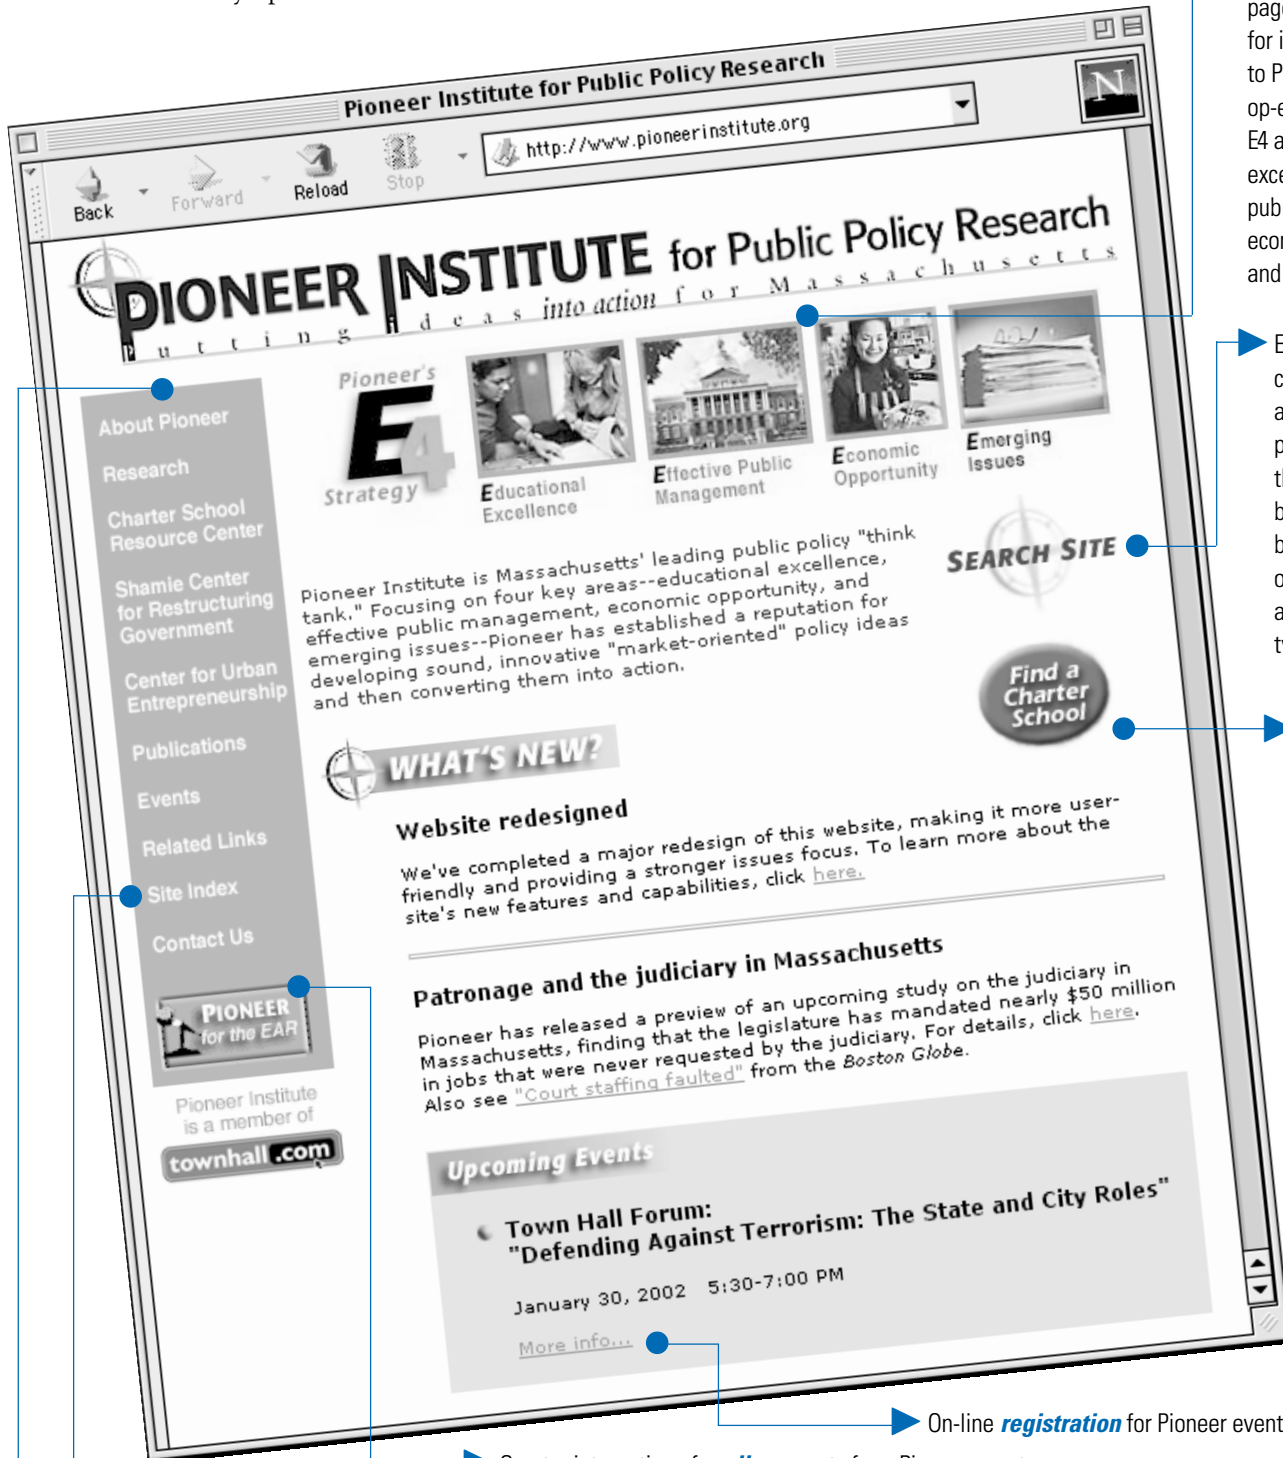 Pioneer Institute for Public Policy Research
Back
Forward
Reload
Stop
http://www.pioneerinstitute.org
N
PIONEER INSTITUTE for Public Policy Research
Putting ideas into action for Massachusetts
Pioneer's
E4
Strategy
Educational
Excellence
Effective Public
Management
Economic
Opportunity
Emerging
Issues
About Pioneer
Research
Charter School
Resource Center
Shamie Center
for Restructuring
Government
Center for Urban
Entrepreneurship
Publications
Events
Related Links
Site Index
Contact Us
PIONEER
for the EAR
Pioneer Institute
is a member of
townhall.com
Pioneer Institute is Massachusetts' leading public policy "think
tank." Focusing on four key areas--educational excellence,
effective public management, economic opportunity, and
emerging issues--Pioneer has established a reputation for
developing sound, innovative "market-oriented" policy ideas
and then converting them into action.
SEARCH SITE
Find a
Charter
School
WHAT'S NEW?
Website redesigned
We've completed a major redesign of this website, making it more user-
friendly and providing a stronger issues focus. To learn more about the
site's new features and capabilities, click here.
Patronage and the judiciary in Massachusetts
Pioneer has released a preview of an upcoming study on the judiciary in
Massachusetts, finding that the legislature has mandated nearly $50 million
in jobs that were never requested by the judiciary. For details, click here.
Also see "Court staffing faulted" from the Boston Globe.
Upcoming Events
Town Hall Forum:
"Defending Against Terrorism: The State and City Roles"
January 30, 2002 5:30-7:00 PM
More info...
On-line registration for Pioneer event
page
for i
to P
op-e
E4 a
exce
pub
econ
and